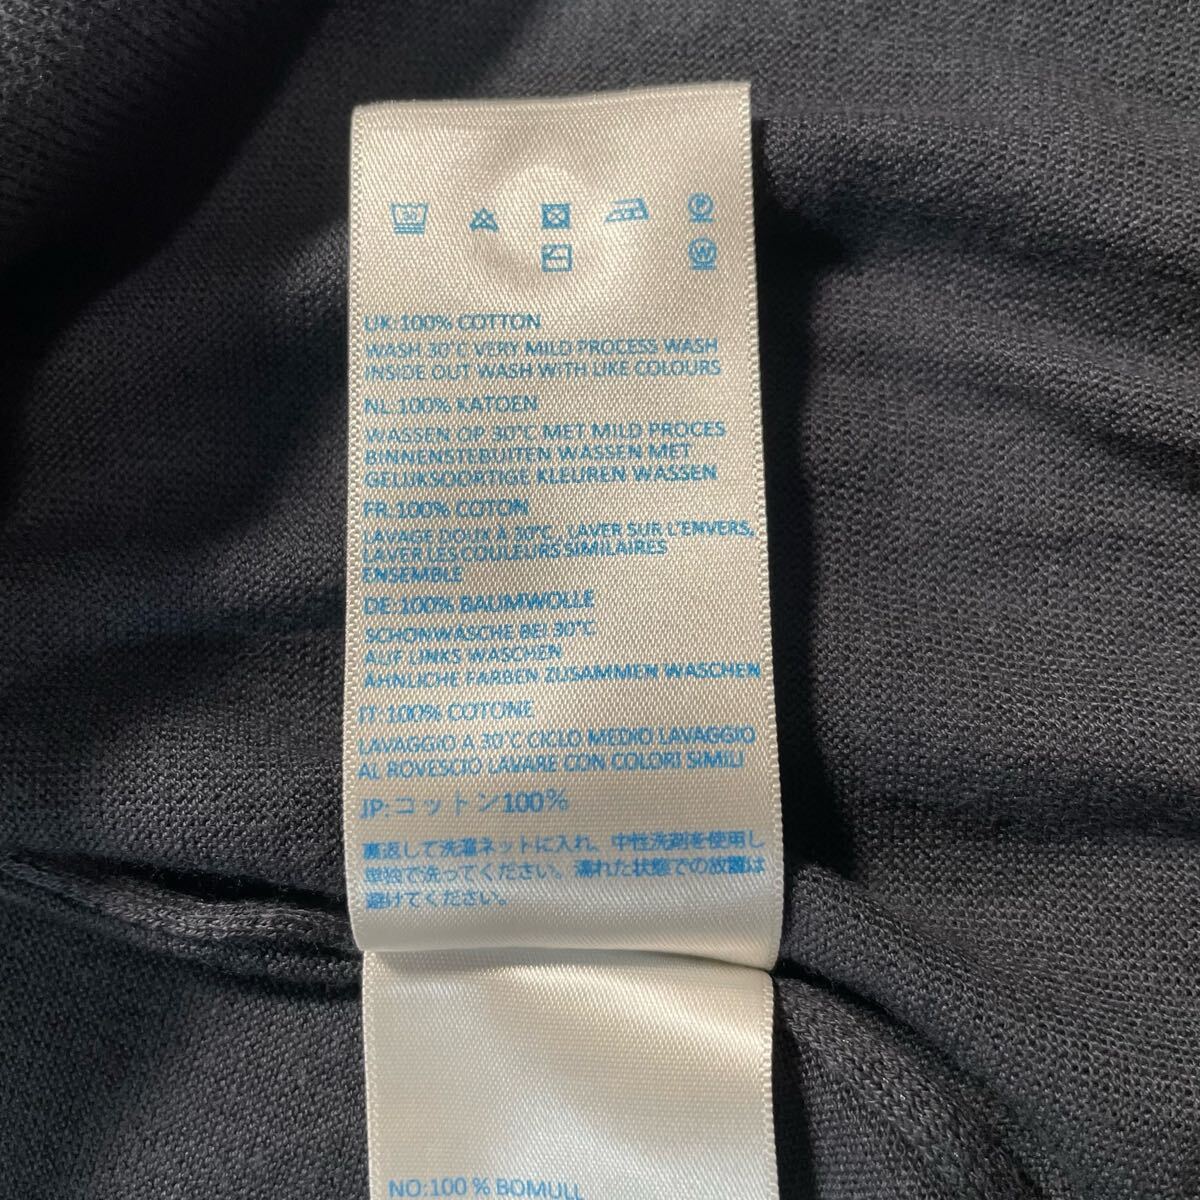 30
P
W
UK:100% COTTON
WASH 30°C VERY MILD PROCESS WASH
INSIDE OUT WASH WITH LIKE COLOURS
NL:100% KATOEN
WASSEN OP 30°C MET MILD PROCES
BINNENSTEBUITEN WASSEN MET
GELIJKSOORTIGE KLEUREN WASSEN
FR:100% COTON
LAVAGE DOUX À 30°C, LAVER SUR L'ENVERS,
LAVER LES COULEURS SIMILAIRES
ENSEMBLE
DE:100% BAUMWOLLE
SCHONWÄSCHE BEI 30°C
AUF LINKS WASCHEN
ÄHNLICHE FARBEN ZUSAMMEN WASCHEN
IT:100% COTONE
LAVAGGIO A 30°C CICLO MEDIO LAVAGGIO
AL ROVESCIO LAVARE CON COLORI SIMILI
JP:コットン100%
裏返して洗濯ネットに入れ、中性洗剤を使用し
単独で洗ってください。濡れた状態での放置は
避けてください。
NO:100 % BOMULL